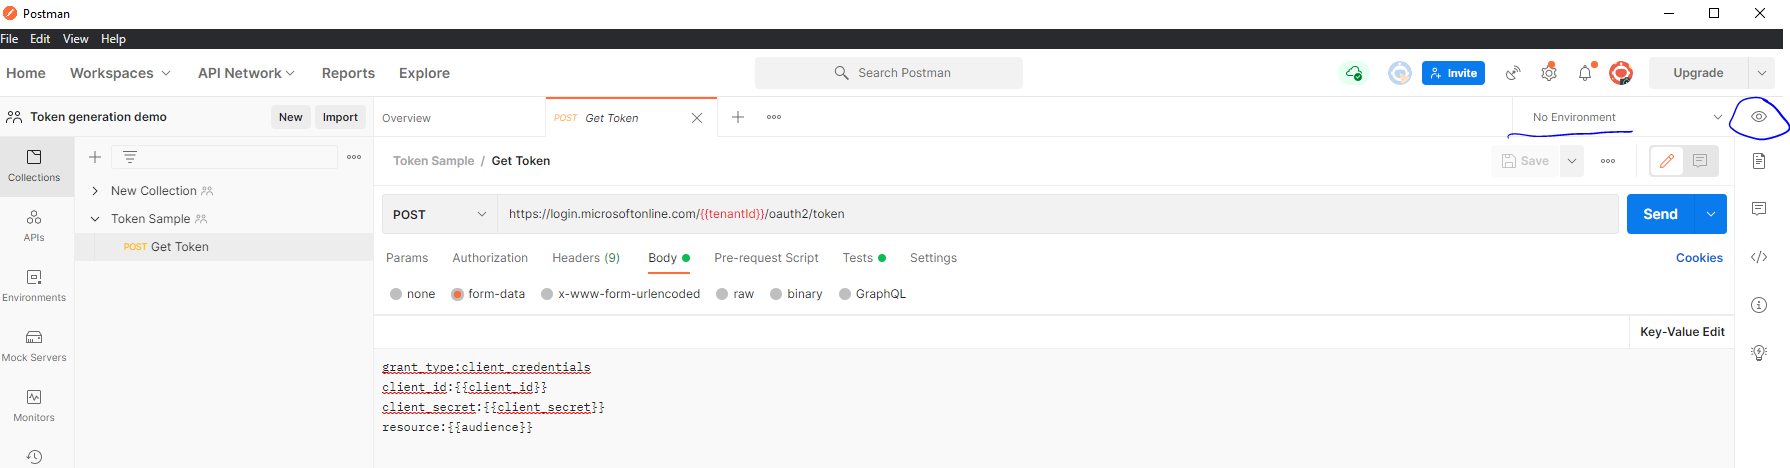 Postman
File Edit View Help
Home Workspaces API Network Reports Explore Search Postman Invite Upgrade
Token generation demo New Import Overview POST Get Token No Environment
Collections
New Collection
Token Sample
POST Get Token
APIs
Environments
Mock Servers
Monitors
Token Sample / Get Token Save
POST https://login.microsoftonline.com/{{tenantId}}/oauth2/token Send
Params Authorization Headers (9) Body Pre-request Script Tests Settings Cookies
none form-data x-www-form-urlencoded raw binary GraphQL
Key-Value Edit
grant_type:client_credentials
client_id:{{client_id}}
client_secret:{{client_secret}}
resource:{{audience}}